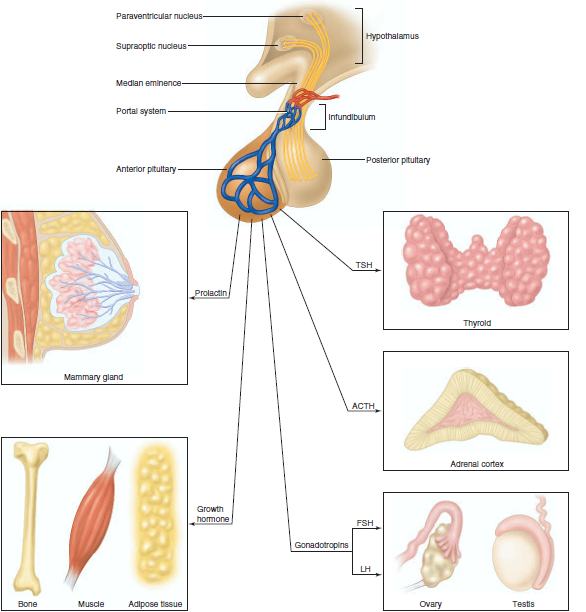 Paraventricular nucleus
Hypothalamus
Supraoptic nucleus
Median eminence
Portal system
Infundibulum
Anterior pituitary
Posterior pituitary
TSH
Thyroid
Prolactin
Mammary gland
ACTH
Adrenal cortex
Growth
hormone
Bone
Muscle
Adipose tissue
Gonadotropins
FSH
LH
Ovary
Testis